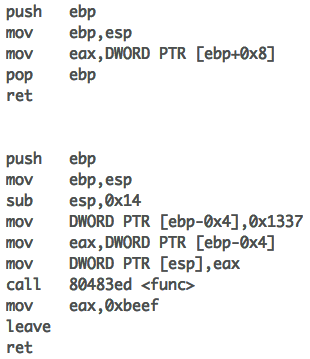 push   ebp
mov    ebp,esp
mov    eax,DWORD PTR [ebp+0x8]
pop    ebp
ret
push   ebp
mov    ebp,esp
sub    esp,0x14
mov    DWORD PTR [ebp-0x4],0x1337
mov    eax,DWORD PTR [ebp-0x4]
mov    DWORD PTR [esp],eax
call   80483ed <func>
mov    eax,0xbeef
leave
ret